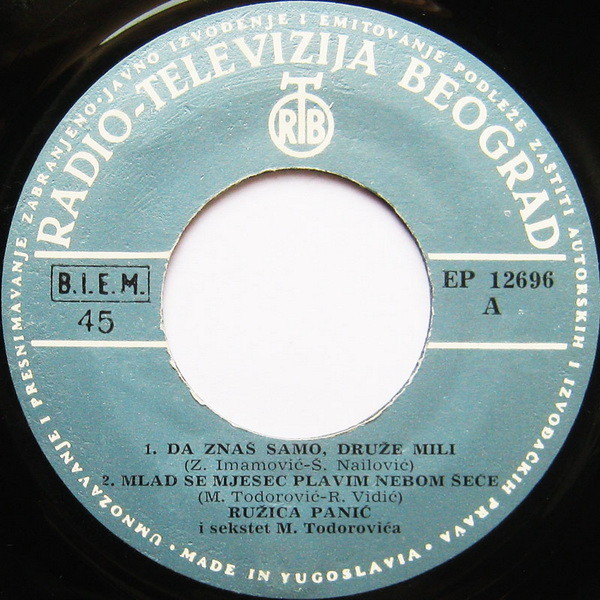 UMNOŽAVANJE I PRESNIMAVANJE ZABRANJENO·JAVNO IZVOĐENJE I EMITOVANJE PODLEŽE ZAŠTITI AUTORSKIH I IZVOĐAČKIH PRAVA ·
RADIO-TELEVIZIJA BEOGRAD
RTB
B.I.E.M.
45
EP 12696
A
1. DA ZNAŠ SAMO, DRUŽE MILI
(Z. Imamović-Š. Nailović)
2. MLAD SE MJESEC PLAVIM NEBOM ŠEĆE
(M. Todorović-R. Vidić)
RUŽICA PANIĆ
i sekstet M. Todorovića
· MADE IN YUGOSLAVIA ·